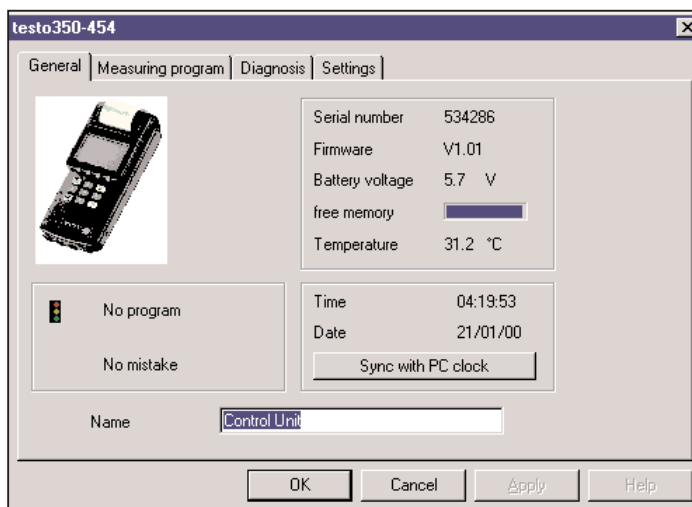 testo350-454
General Measuring program Diagnosis Settings
Serial number 534286
Firmware V1.01
Battery voltage 5.7 V
free memory
Temperature 31.2 °C
No program
No mistake
Time 04:19:53
Date 21/01/00
Sync with PC clock
Name Control Unit
OK Cancel Apply Help